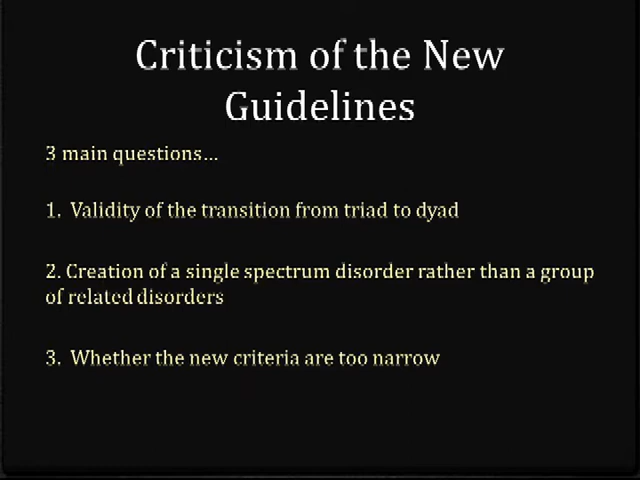 Criticism of the New
Guidelines
3 main questions...
1. Validity of the transition from triad to dyad
2. Creation of a single spectrum disorder rather than a group
of related disorders
3. Whether the new criteria are too narrow